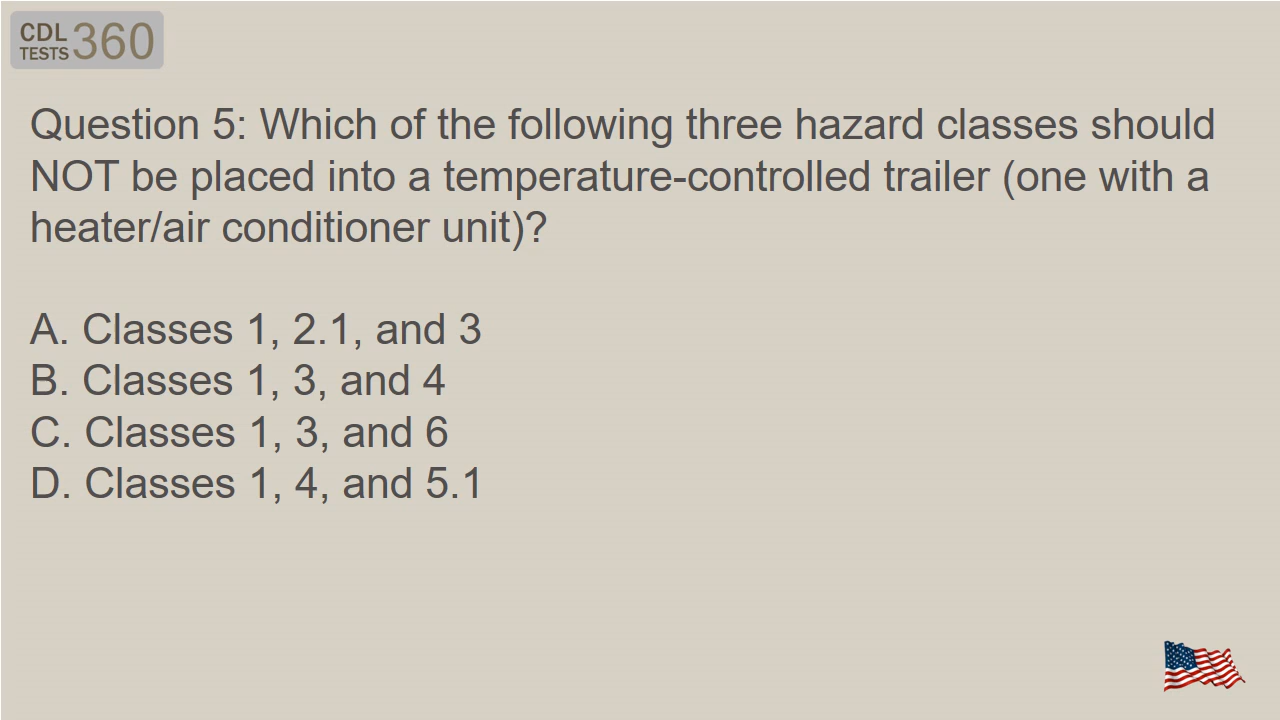 CDL
TESTS 360
Question 5: Which of the following three hazard classes should
NOT be placed into a temperature-controlled trailer (one with a
heater/air conditioner unit)?
A. Classes 1, 2.1, and 3
B. Classes 1, 3, and 4
C. Classes 1, 3, and 6
D. Classes 1, 4, and 5.1